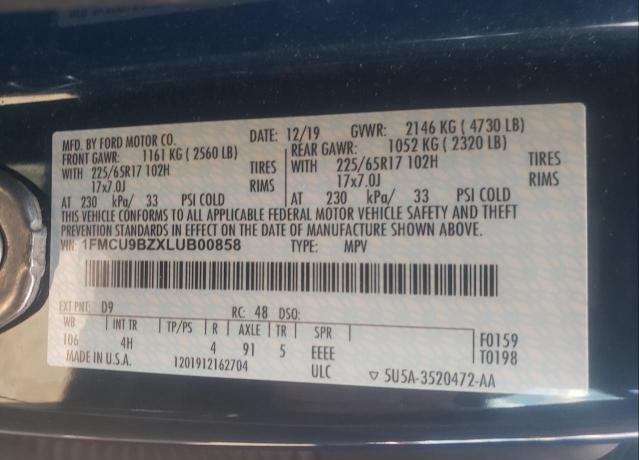 MFD. BY FORD MOTOR CO. DATE: 12/19 GVWR: 2146 KG ( 4730 LB)
FRONT GAWR: 1161 KG ( 2560 LB) REAR GAWR: 1052 KG ( 2320 LB)
WITH 225/65R17 102H TIRES WITH 225/65R17 102H TIRES
17x7.0J RIMS 17x7.0J RIMS
AT 230 kPa/ 33 PSI COLD AT 230 kPa/ 33 PSI COLD
THIS VEHICLE CONFORMS TO ALL APPLICABLE FEDERAL MOTOR VEHICLE SAFETY AND THEFT
PREVENTION STANDARDS IN EFFECT ON THE DATE OF MANUFACTURE SHOWN ABOVE.
VIN: 1FMCU9BZXLUB00858 TYPE: MPV
EXT PNT: D9 RC: 48 DSO:
WB INT TR TP/PS R AXLE TR SPR F0159
106 4H 4 91 5 EEEE T0198
MADE IN U.S.A. 1201912162704 ULC ▽ 5U5A-3520472-AA